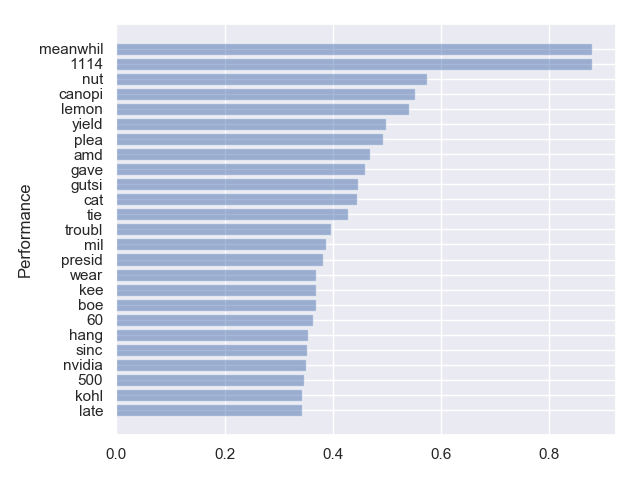 meanwhil
1114
nut
canopi
lemon
yield
plea
amd
gave
gutsi
cat
tie
troubl
mil
presid
wear
kee
boe
60
hang
sinc
nvidia
500
kohl
late
Performance
0.0 0.2 0.4 0.6 0.8